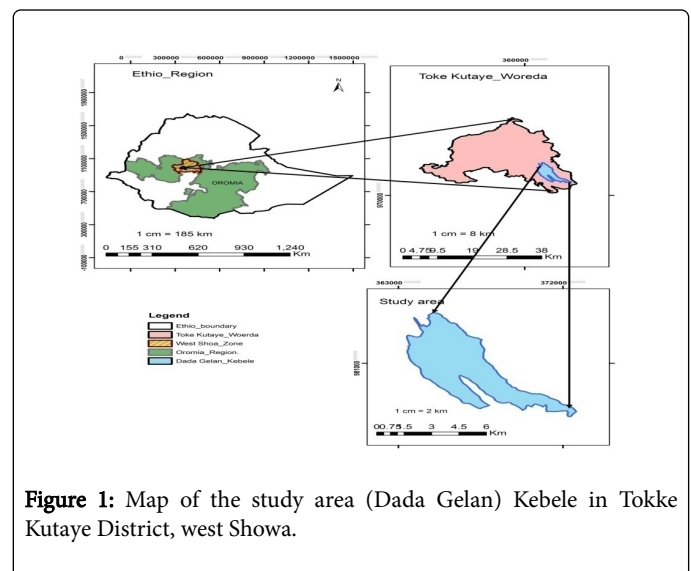 0 300000 600000 900000 1200000 1500000
Ethio_Region
N
OROMIA
1 cm = 185 km
0 155 310 620 930 1,240
Km
360000
Toke Kutaye_Woreda
970000
1 cm = 8 km
0 4.75 9.5 19 28.5 38
Km
Legend
Ethio_boundary
Toke Kutaye_Woerda
West Shoa_Zone
Oromia_Region.
Dada Gelan_Kebele
363000 372000
Study area
981000
1 cm = 2 km
0 0.75 1.5 3 4.5 6
Km
Figure 1: Map of the study area (Dada Gelan) Kebele in Tokke
Kutaye District, west Showa.